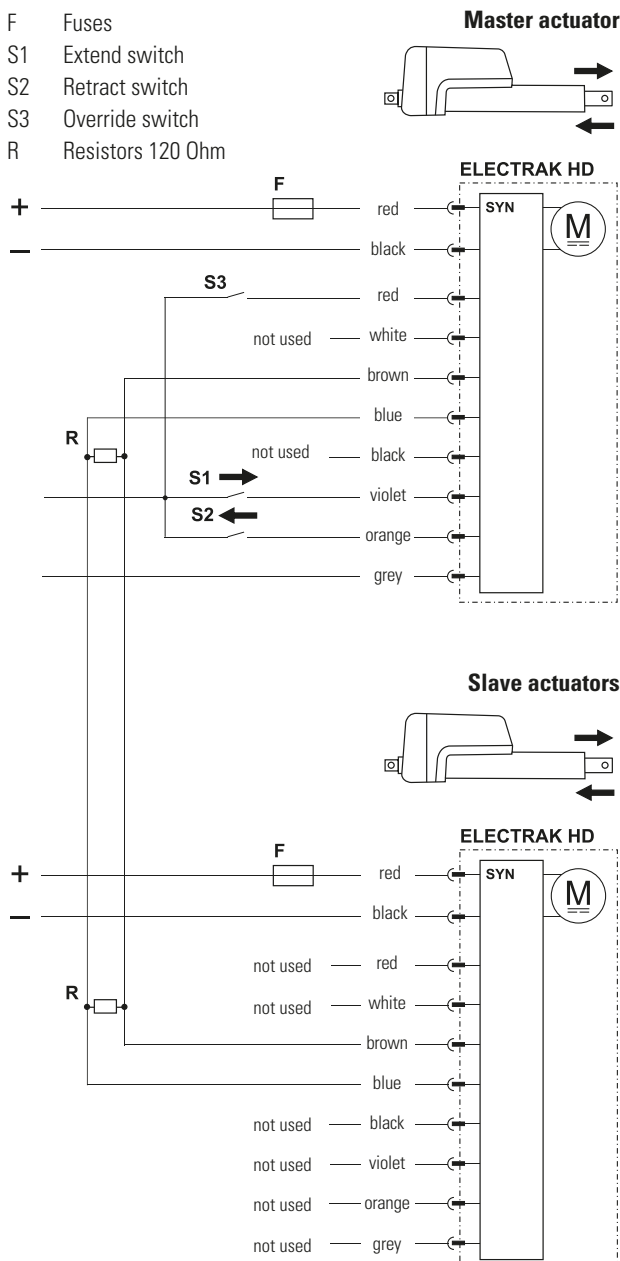 F Fuses
S1 Extend switch
S2 Retract switch
S3 Override switch
R Resistors 120 Ohm
Master actuator
ELECTRAK HD
+ F red SYN M
– black
S3 red
not used white
brown
blue
R
not used black
S1 violet
S2 orange
grey
Slave actuators
ELECTRAK HD
+ F red SYN M
– black
not used red
R not used white
brown
blue
not used black
not used violet
not used orange
not used grey